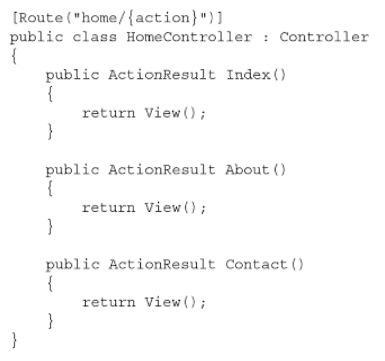 [Route("home/{action}")]
public class HomeController : Controller
{
    public ActionResult Index()
    {
        return View();
    }

    public ActionResult About()
    {
        return View();
    }

    public ActionResult Contact()
    {
        return View();
    }
}